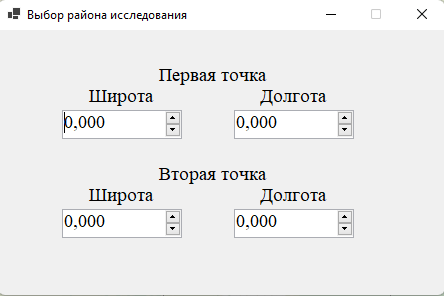 Выбор района исследования
Первая точка
Широта Долгота
0,000 0,000
Вторая точка
Широта Долгота
0,000 0,000